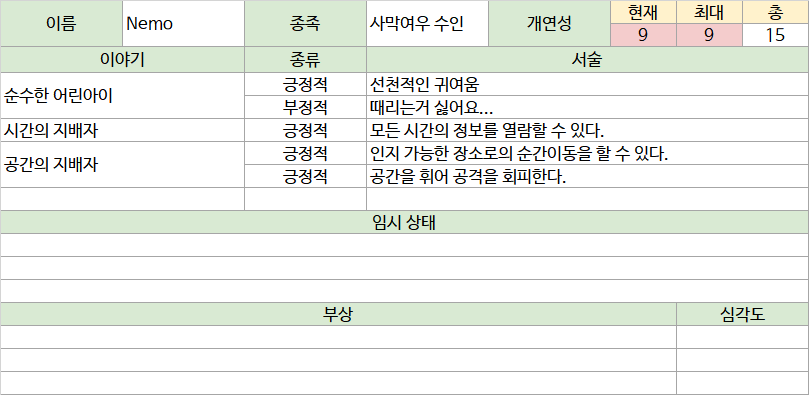 이름 Nemo 종족 사막여우 수인 개연성 현재 최대 총
9 9 15
이야기 종류 서술
순수한 어린아이 긍정적 선천적인 귀여움
부정적 때리는거 싫어요...
시간의 지배자 긍정적 모든 시간의 정보를 열람할 수 있다.
공간의 지배자 긍정적 인지 가능한 장소로의 순간이동을 할 수 있다.
긍정적 공간을 휘어 공격을 회피한다.
임시 상태
부상 심각도